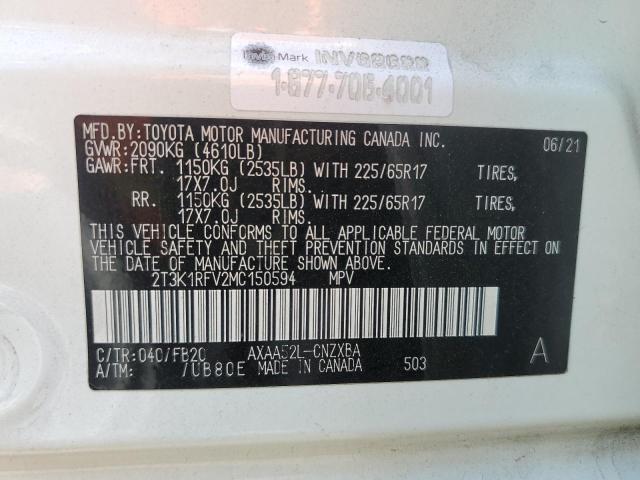 Mark
1-877-706-4001
MFD.BY:TOYOTA MOTOR MANUFACTURING CANADA INC. 06/21
GVWR:2090KG (4610LB)
GAWR:FRT. 1150KG (2535LB) WITH 225/65R17 TIRES,
17X7.0J RIMS.
RR. 1150KG (2535LB) WITH 225/65R17 TIRES,
17X7.0J RIMS.
THIS VEHICLE CONFORMS TO ALL APPLICABLE FEDERAL MOTOR
VEHICLE SAFETY AND THEFT PREVENTION STANDARDS IN EFFECT ON
THE DATE OF MANUFACTURE SHOWN ABOVE.
2T3K1RFV2MC150594 MPV
C/TR:040/FB20 AXAA52L-CNZXBA A
A/TM: /UB80E MADE IN CANADA 503